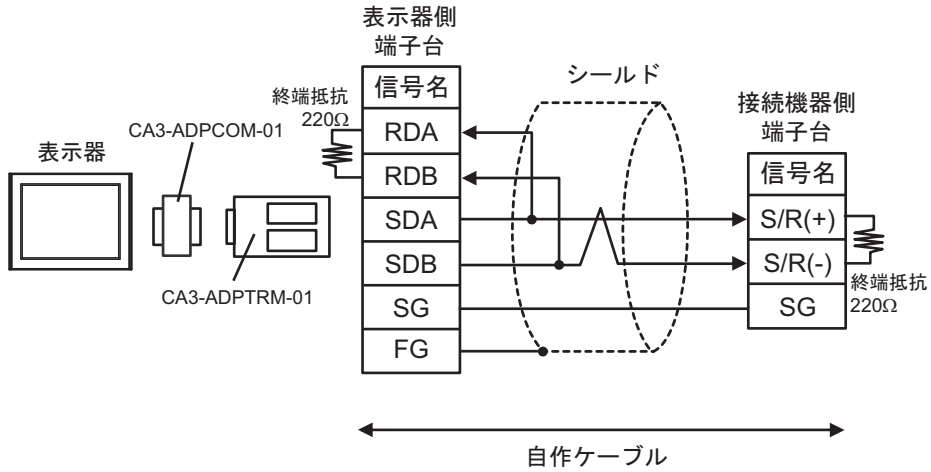 表示器
CA3-ADPCOM-01
CA3-ADPTRM-01
終端抵抗
220Ω
表示器側
端子台
信号名
RDA
RDB
SDA
SDB
SG
FG
シールド
接続機器側
端子台
信号名
S/R(+)
S/R(-)
SG
終端抵抗
220Ω
自作ケーブル